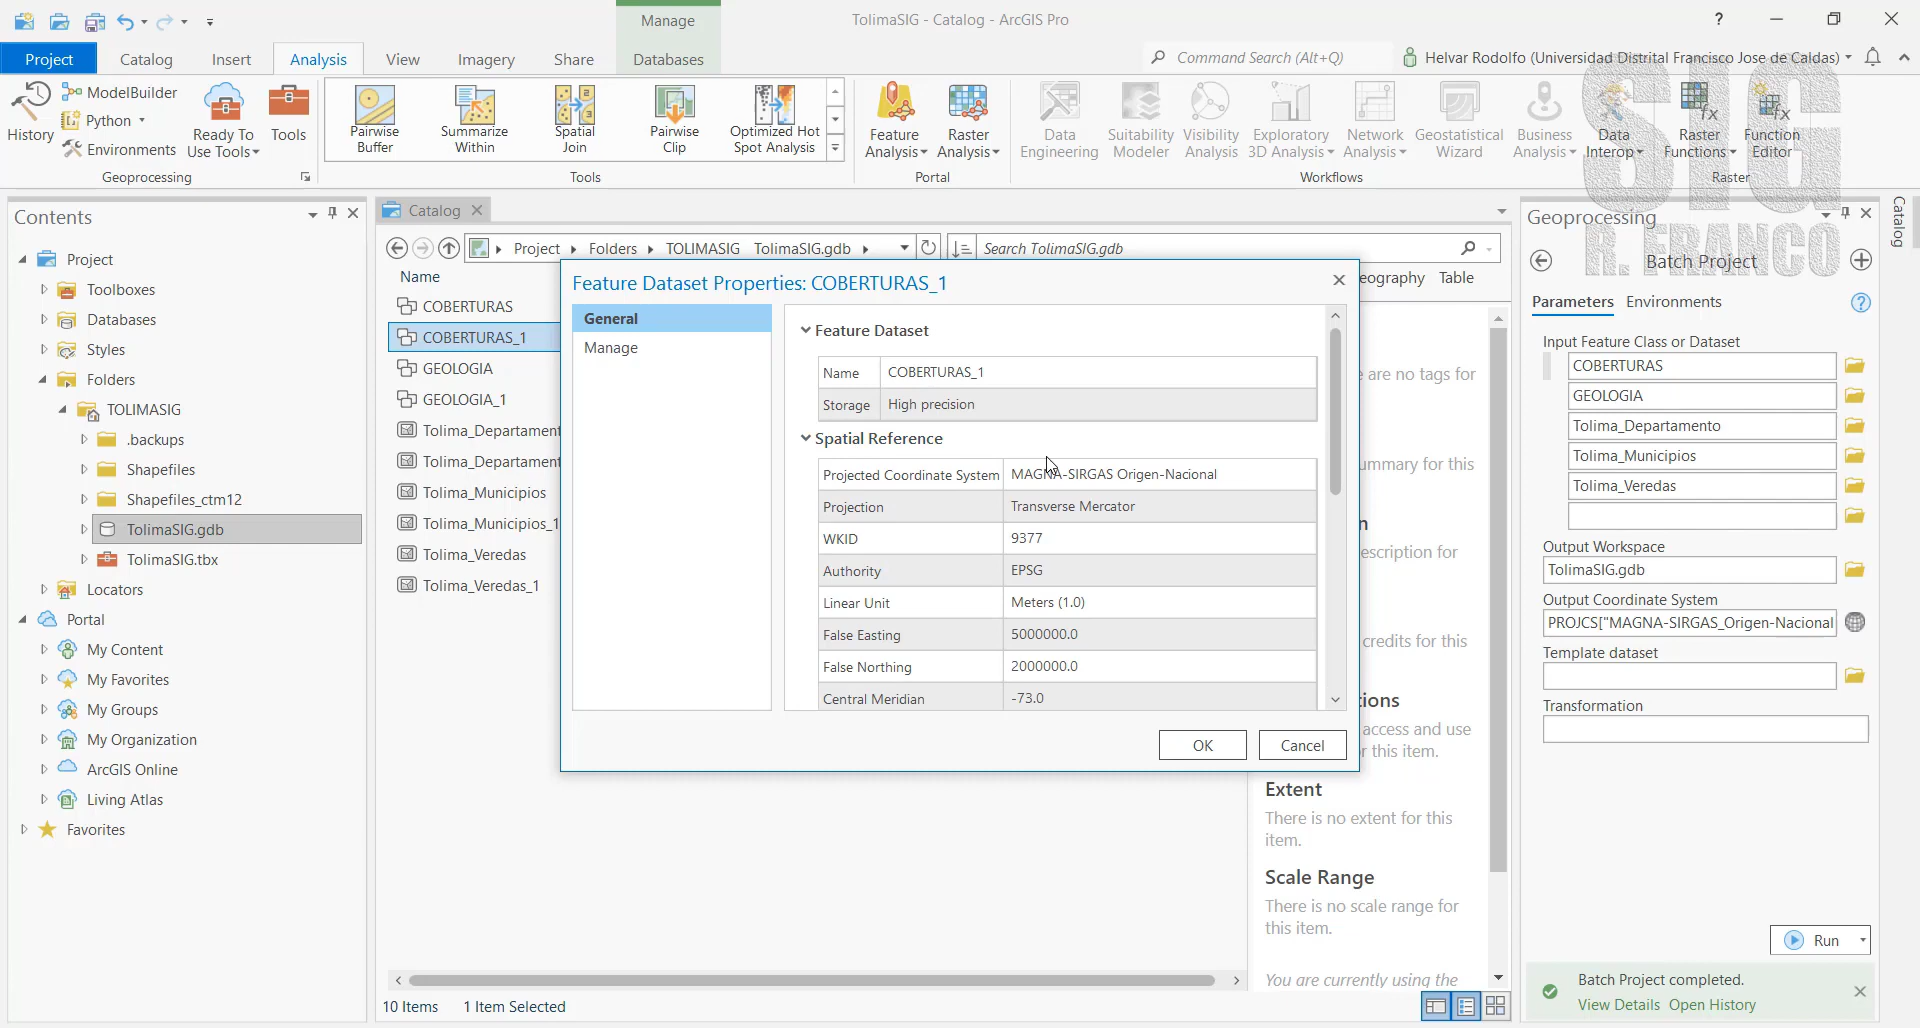 Manage
TolimaSIG - Catalog - ArcGIS Pro
?
Project
Catalog
Insert
Analysis
View
Imagery
Share
Databases
Command Search (Alt+Q)
Helvar Rodolfo (Universidad Distrital Francisco Jose de Caldas)
History
ModelBuilder
Python
Environments
Ready To
Use Tools
Tools
Geoprocessing
Pairwise
Buffer
Summarize
Within
Spatial
Join
Pairwise
Clip
Optimized Hot
Spot Analysis
Tools
Feature
Analysis
Raster
Analysis
Portal
Data
Engineering
Suitability
Modeler
Visibility
Analysis
Exploratory
3D Analysis
Network
Analysis
Geostatistical
Wizard
Business
Analysis
Data
Interop
Workflows
Raster
Functions
Function
Editor
Raster
SIG
R. FRANCO
Contents
Project
Toolboxes
Databases
Styles
Folders
TOLIMASIG
.backups
Shapefiles
Shapefiles_ctm12
TolimaSIG.gdb
TolimaSIG.tbx
Locators
Portal
My Content
My Favorites
My Groups
My Organization
ArcGIS Online
Living Atlas
Favorites
Catalog
Project
Folders
TOLIMASIG
TolimaSIG.gdb
Search TolimaSIG.gdb
Name
COBERTURAS
COBERTURAS_1
GEOLOGIA
GEOLOGIA_1
Tolima_Departament
Tolima_Departament
Tolima_Municipios
Tolima_Municipios_1
Tolima_Veredas
Tolima_Veredas_1
Feature Dataset Properties: COBERTURAS_1
General
Manage
Feature Dataset
Name COBERTURAS_1
Storage High precision
Spatial Reference
Projected Coordinate System MAGNA-SIRGAS Origen-Nacional
Projection Transverse Mercator
WKID 9377
Authority EPSG
Linear Unit Meters (1.0)
False Easting 5000000.0
False Northing 2000000.0
Central Meridian -73.0
OK
Cancel
eography
Table
e are no tags for
ummary for this
n
escription for
credits for this
tions
access and use
r this item.
Extent
There is no extent for this
item.
Scale Range
There is no scale range for
this item.
You are currently using the
10 Items
1 Item Selected
Geoprocessing
Batch Project
Parameters
Environments
?
Input Feature Class or Dataset
COBERTURAS
GEOLOGIA
Tolima_Departamento
Tolima_Municipios
Tolima_Veredas
Output Workspace
TolimaSIG.gdb
Output Coordinate System
PROJCS["MAGNA-SIRGAS_Origen-Nacional
Template dataset
Transformation
Run
Batch Project completed.
View Details Open History
Catalog